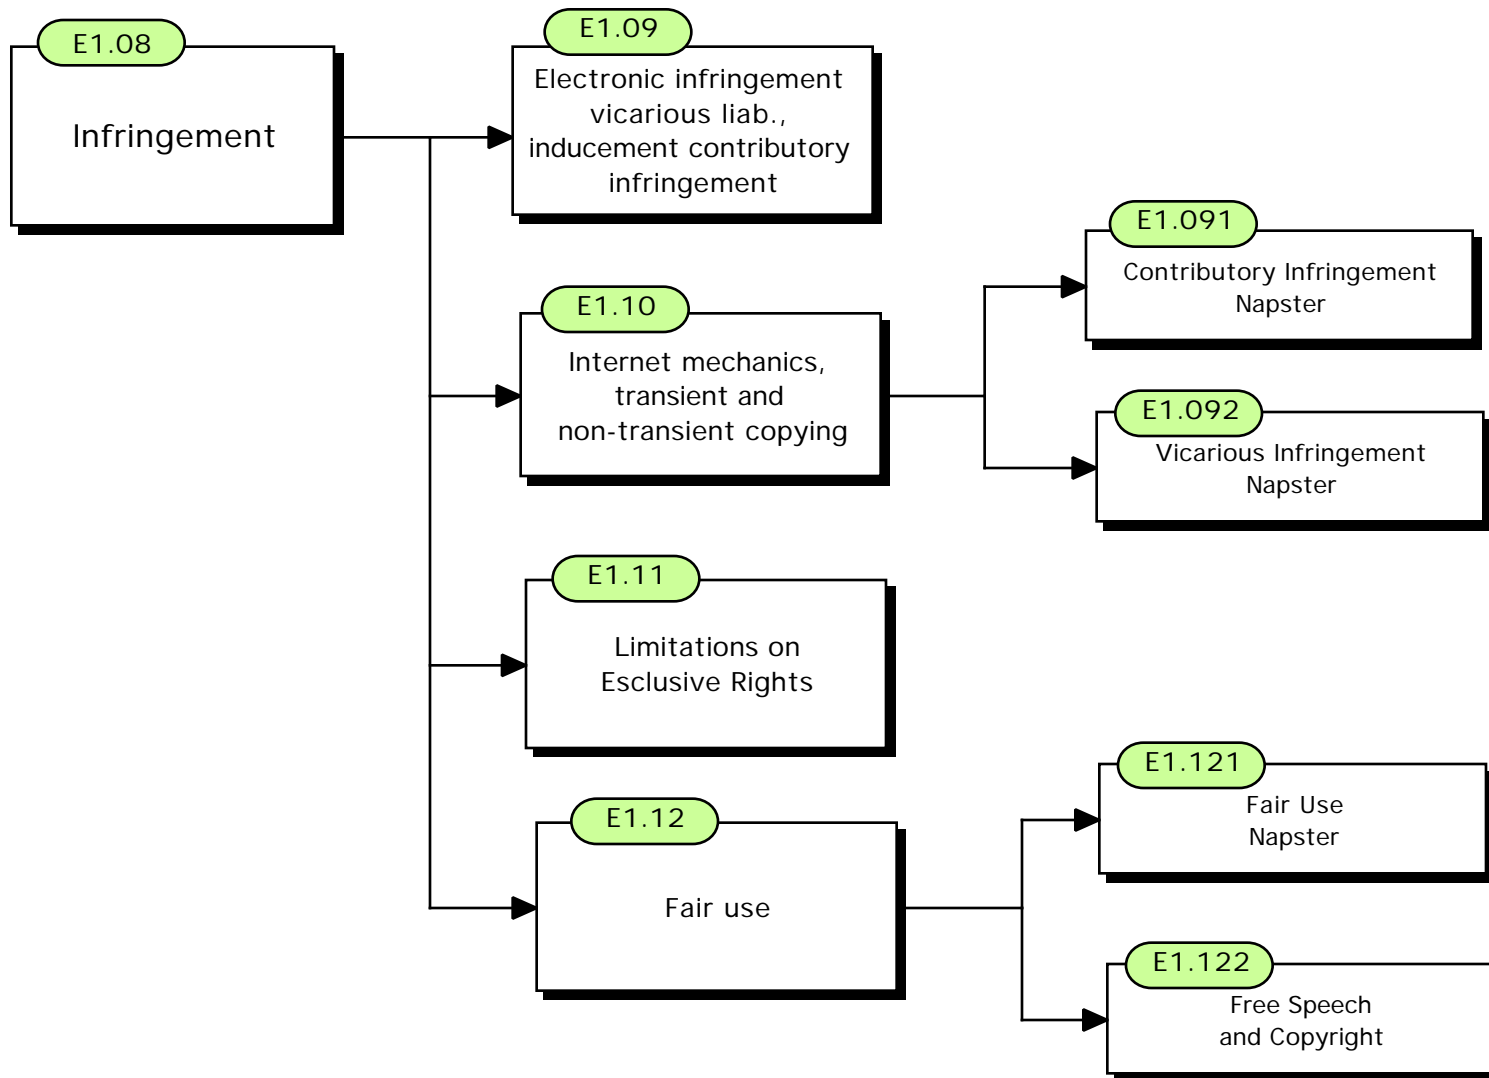 E1.08
Infringement
E1.09
Electronic infringement
vicarious liab.,
inducement contributory
infringement
E1.10
Internet mechanics,
transient and
non-transient copying
E1.091
Contributory Infringement
Napster
E1.092
Vicarious Infringement
Napster
E1.11
Limitations on
Esclusive Rights
E1.12
Fair use
E1.121
Fair Use
Napster
E1.122
Free Speech
and Copyright